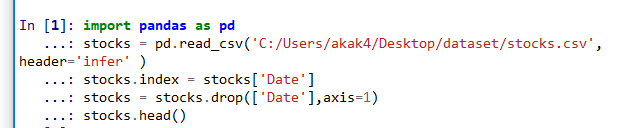 In [1]: import pandas as pd
...: stocks = pd.read_csv('C:/Users/akak4/Desktop/dataset/stocks.csv',
header='infer' )
...: stocks.index = stocks['Date']
...: stocks = stocks.drop(['Date'],axis=1)
...: stocks.head()